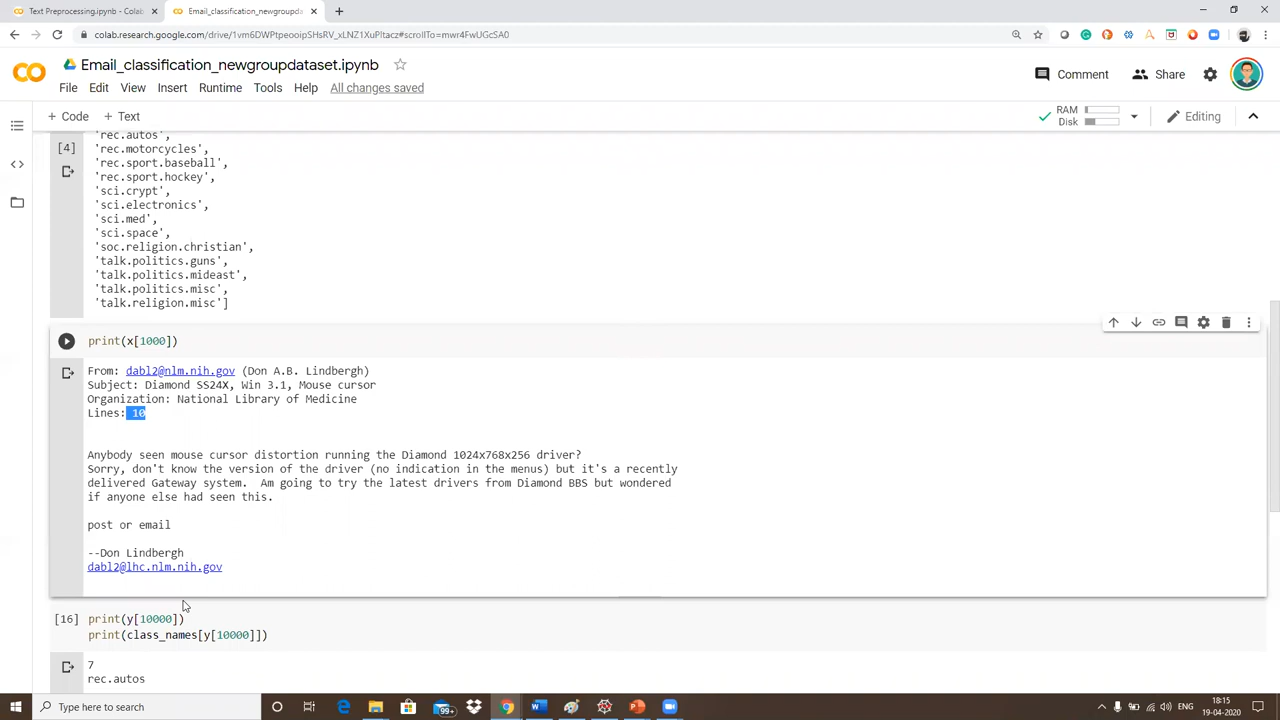 Text Preprocessing.ipynb - Colab
Email_classification_newgroupd
colab.research.google.com/drive/1vm6DWPtpeooipSHsRV_xLNZ1XuPltacz#scrollTo=mwr4FwUGcSA0
Email_classification_newgroupdataset.ipynb
Comment
Share
File Edit View Insert Runtime Tools Help All changes saved
+ Code + Text
RAM
Disk
Editing
'rec.autos',
[4]
'rec.motorcycles',
'rec.sport.baseball',
'rec.sport.hockey',
'sci.crypt',
'sci.electronics',
'sci.med',
'sci.space',
'soc.religion.christian',
'talk.politics.guns',
'talk.politics.mideast',
'talk.politics.misc',
'talk.religion.misc']
print(x[1000])
From: dabl2@nlm.nih.gov (Don A.B. Lindbergh)
Subject: Diamond SS24X, Win 3.1, Mouse cursor
Organization: National Library of Medicine
Lines: 10
Anybody seen mouse cursor distortion running the Diamond 1024x768x256 driver?
Sorry, don't know the version of the driver (no indication in the menus) but it's a recently
delivered Gateway system.  Am going to try the latest drivers from Diamond BBS but wondered
if anyone else had seen this.
post or email
--Don Lindbergh
dabl2@lhc.nlm.nih.gov
[16] print(y[10000])
print(class_names[y[10000]])
7
rec.autos
Type here to search
99+
ENG
18:15
19-04-2020